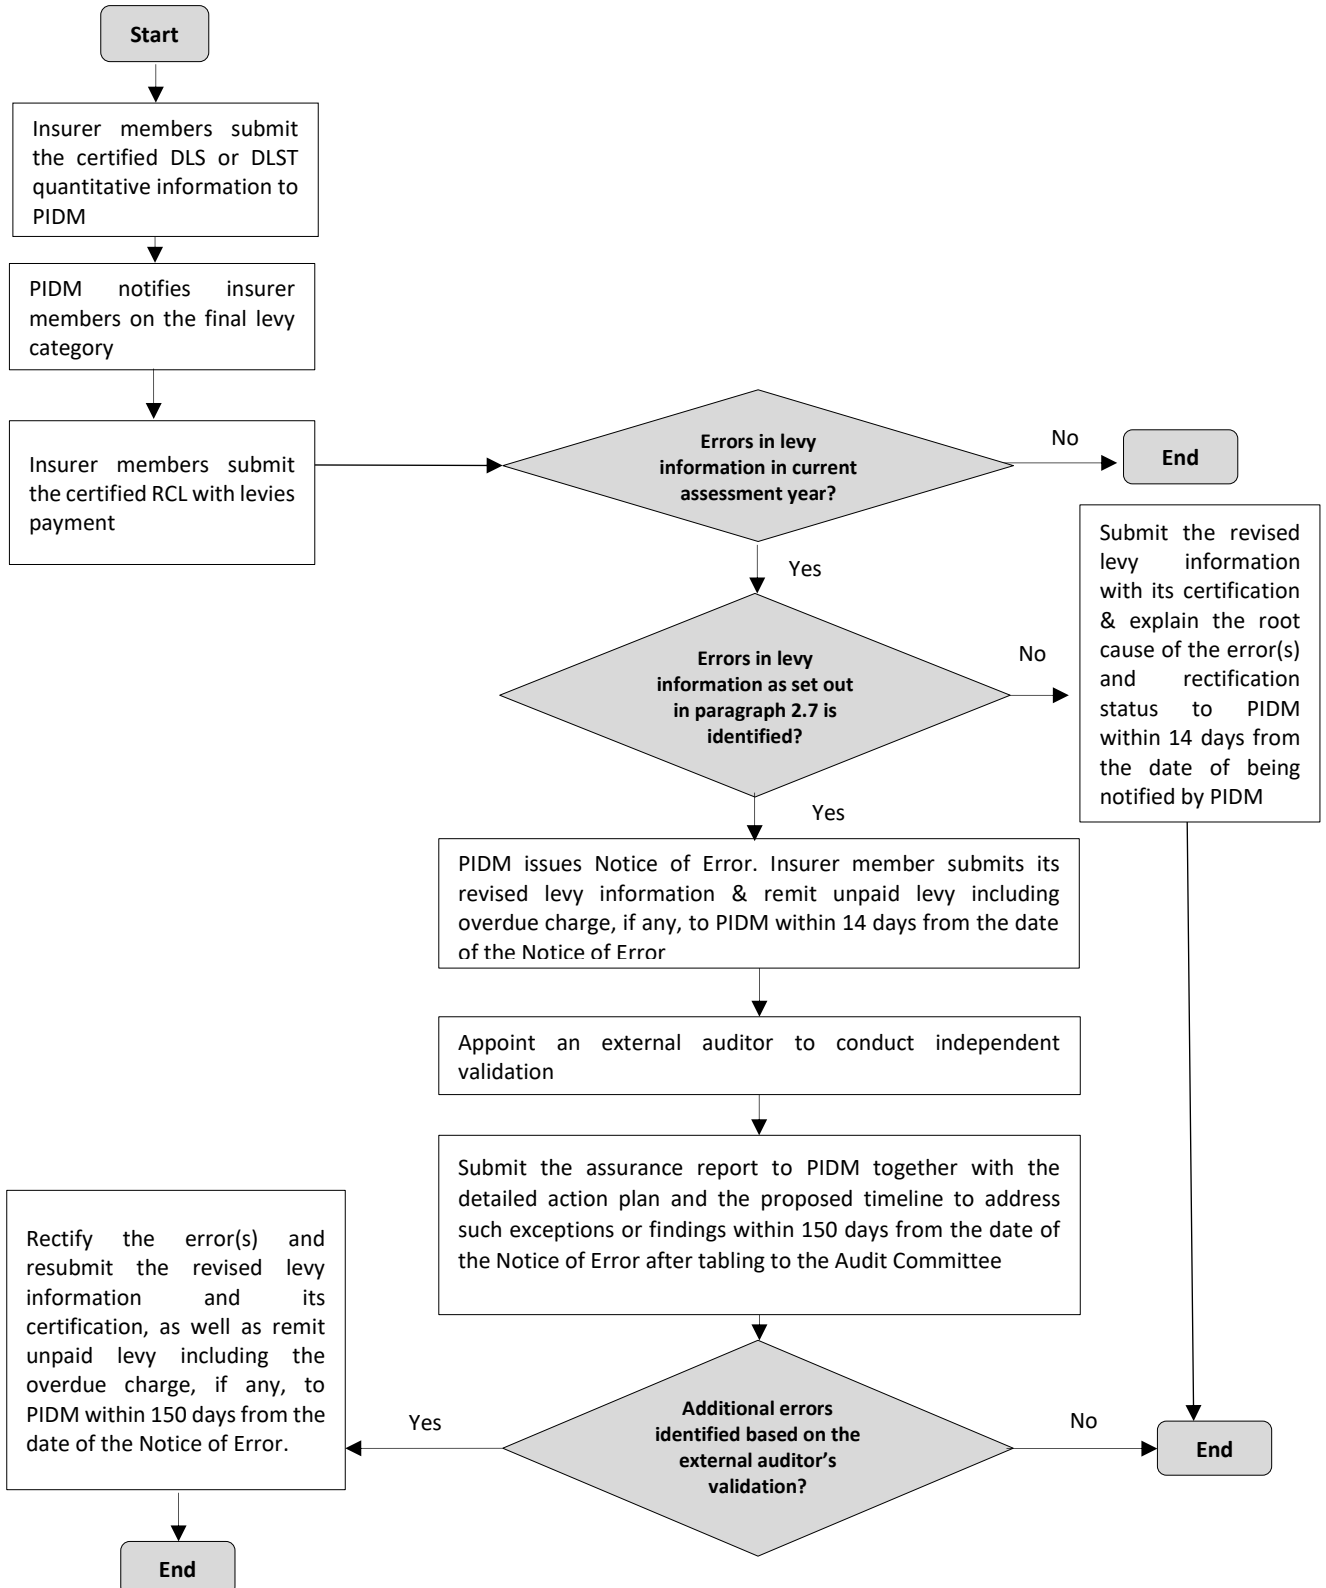 Start
Insurer members submit
the certified DLS or DLST
quantitative information to
PIDM
PIDM notifies insurer
members on the final levy
category
Insurer members submit
the certified RCL with levies
payment
Errors in levy
information in current
assessment year?
No
End
Yes
Errors in levy
information as set out
in paragraph 2.7 is
identified?
No
Submit the revised
levy information
with its certification
& explain the root
cause of the error(s)
and rectification
status to PIDM
within 14 days from
the date of being
notified by PIDM
Yes
PIDM issues Notice of Error. Insurer member submits its
revised levy information & remit unpaid levy including
overdue charge, if any, to PIDM within 14 days from the date
of the Notice of Error
Appoint an external auditor to conduct independent
validation
Submit the assurance report to PIDM together with the
detailed action plan and the proposed timeline to address
such exceptions or findings within 150 days from the date of
the Notice of Error after tabling to the Audit Committee
Additional errors
identified based on the
external auditor's
validation?
No
End
Yes
Rectify the error(s) and
resubmit the revised levy
information and its
certification, as well as remit
unpaid levy including the
overdue charge, if any, to
PIDM within 150 days from the
date of the Notice of Error.
End